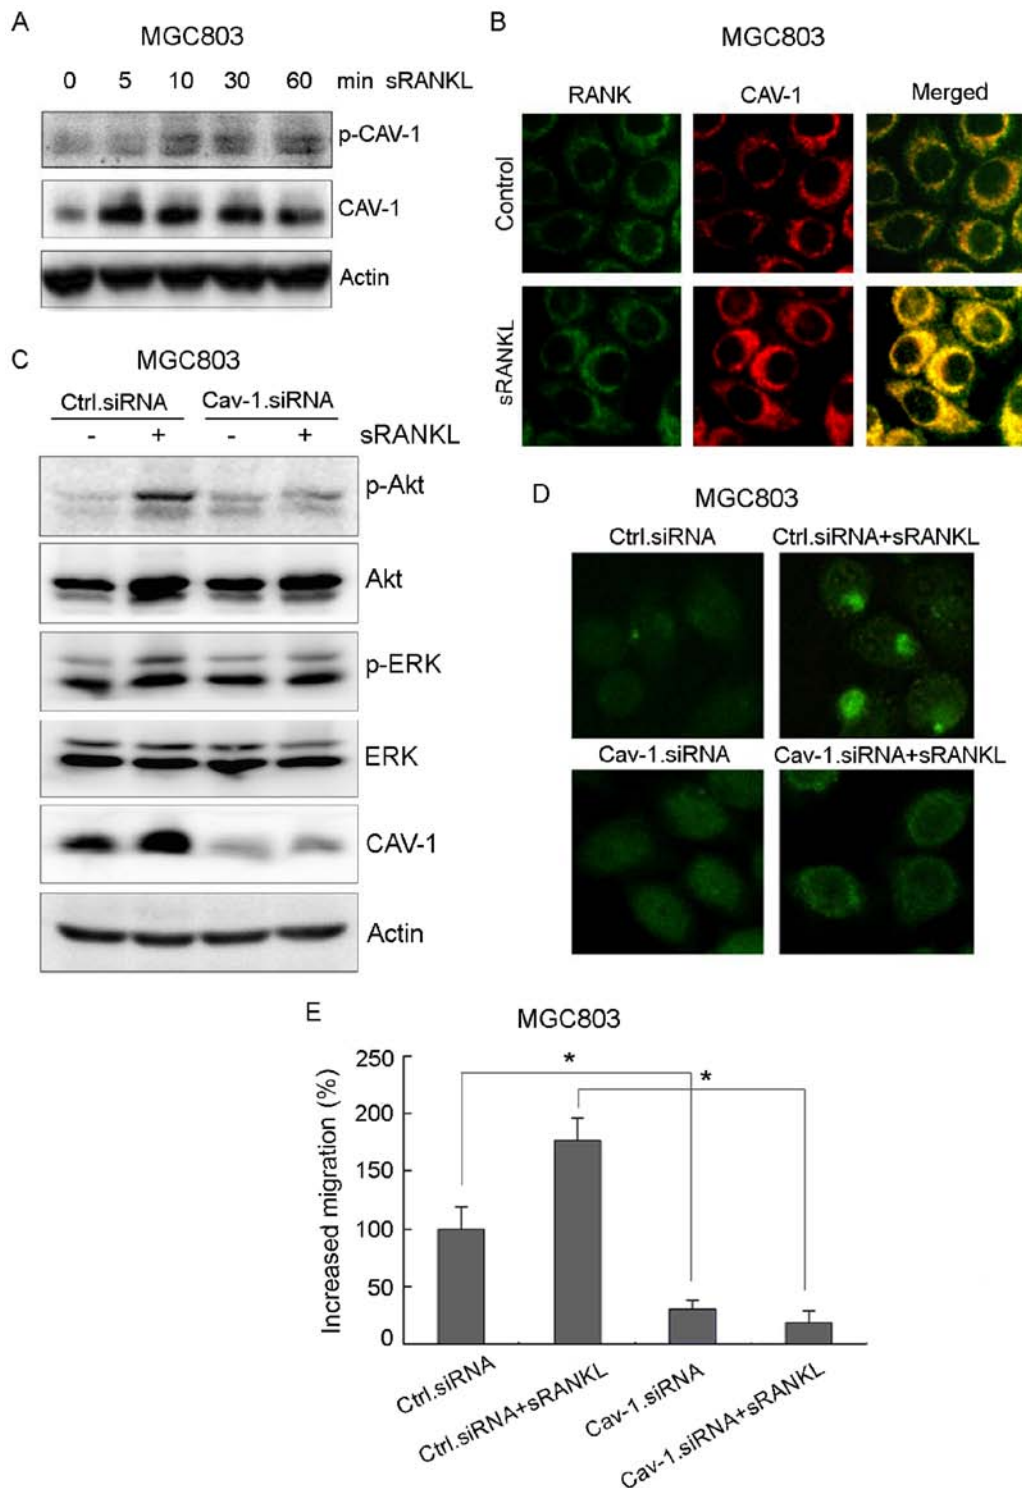 A
MGC803
0 5 10 30 60 min sRANKL
p-CAV-1
CAV-1
Actin
B
MGC803
RANK CAV-1 Merged
Control
sRANKL
C
MGC803
Ctrl.siRNA Cav-1.siRNA
- + - + sRANKL
p-Akt
Akt
p-ERK
ERK
CAV-1
Actin
D
MGC803
Ctrl.siRNA Ctrl.siRNA+sRANKL
Cav-1.siRNA Cav-1.siRNA+sRANKL
E
MGC803
Increased migration (%)
250
200
150
100
50
0
* *
Ctrl.siRNA
Ctrl.siRNA+sRANKL
Cav-1.siRNA
Cav-1.siRNA+sRANKL